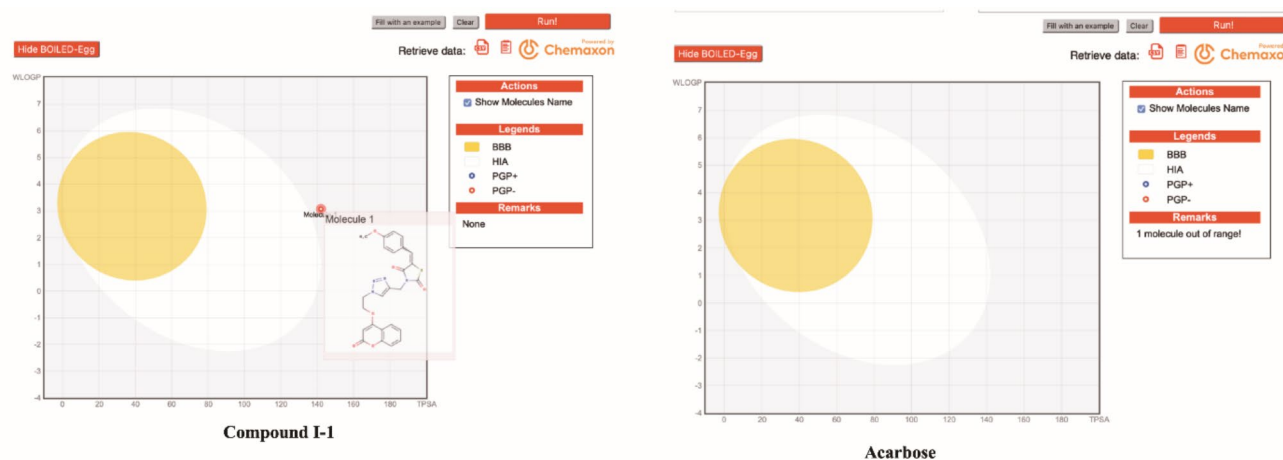 Fill with an example
Clear
Run!
Hide BOILED-Egg
Retrieve data:
CSV
Powered by
Chemaxon
WLOGP
7
6
5
4
3
2
1
0
-1
-2
-3
-4
0
20
40
60
80
100
120
140
160
180
TPSA
Molecule 1
O
N
Actions
Show Molecules Name
Legends
BBB
HIA
PGP+
PGP-
Remarks
None
Compound I-1
Fill with an example
Clear
Run!
Hide BOILED-Egg
Retrieve data:
Powered by
Chemaxon
WLOGP
7
6
5
4
3
2
1
0
-1
-2
-3
-4
0
20
40
60
80
100
120
140
160
180
TPSA
Actions
Show Molecules Name
Legends
BBB
HIA
PGP+
PGP-
Remarks
1 molecule out of range!
Acarbose